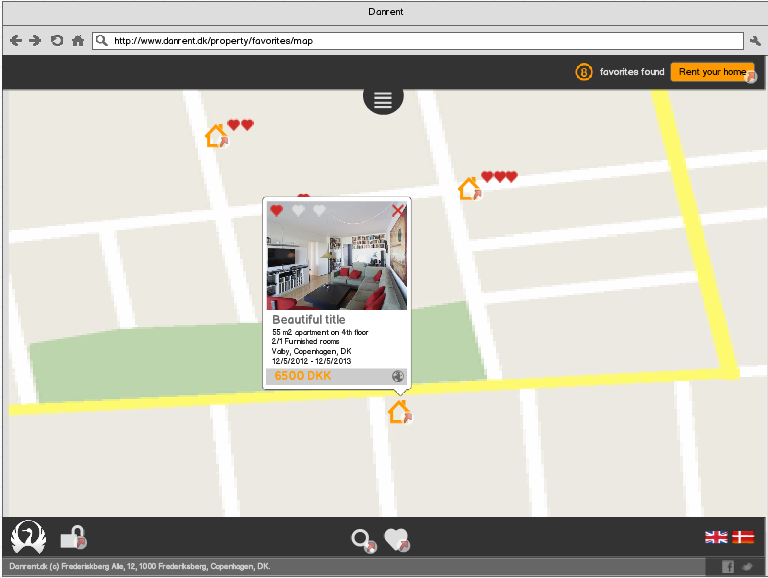 Danrent
http://www.danrent.dk/property/favorites/map
8 favorites found Rent your home
Beautiful title
55 m2 apartment on 4th floor
2/1 Furnished rooms
Valby, Copenhagen, DK
12/5/2012 - 12/5/2013
6500 DKK
Danrent.dk (c) Frederiskberg Alle, 12, 1000 Frederiksberg, Copenhagen, DK.